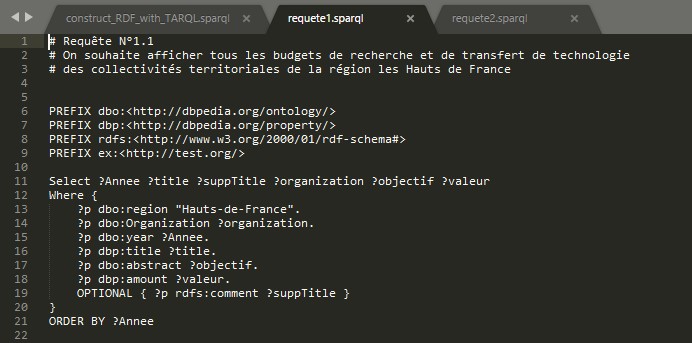 construct_RDF_with_TARQL.sparql × requete1.sparql × requete2.sparql ×
1 # Requête N°1.1
2 # On souhaite afficher tous les budgets de recherche et de transfert de technologie
3 # des collectivités territoriales de la région les Hauts de France
4
5
6 PREFIX dbo:<http://dbpedia.org/ontology/>
7 PREFIX dbp:<http://dbpedia.org/property/>
8 PREFIX rdfs:<http://www.w3.org/2000/01/rdf-schema#>
9 PREFIX ex:<http://test.org/>
10
11 Select ?Annee ?title ?suppTitle ?organization ?objectif ?valeur
12 Where {
13 ?p dbo:region "Hauts-de-France".
14 ?p dbo:Organization ?organization.
15 ?p dbo:year ?Annee.
16 ?p dbp:title ?title.
17 ?p dbo:abstract ?objectif.
18 ?p dbp:amount ?valeur.
19 OPTIONAL { ?p rdfs:comment ?suppTitle }
20 }
21 ORDER BY ?Annee
22